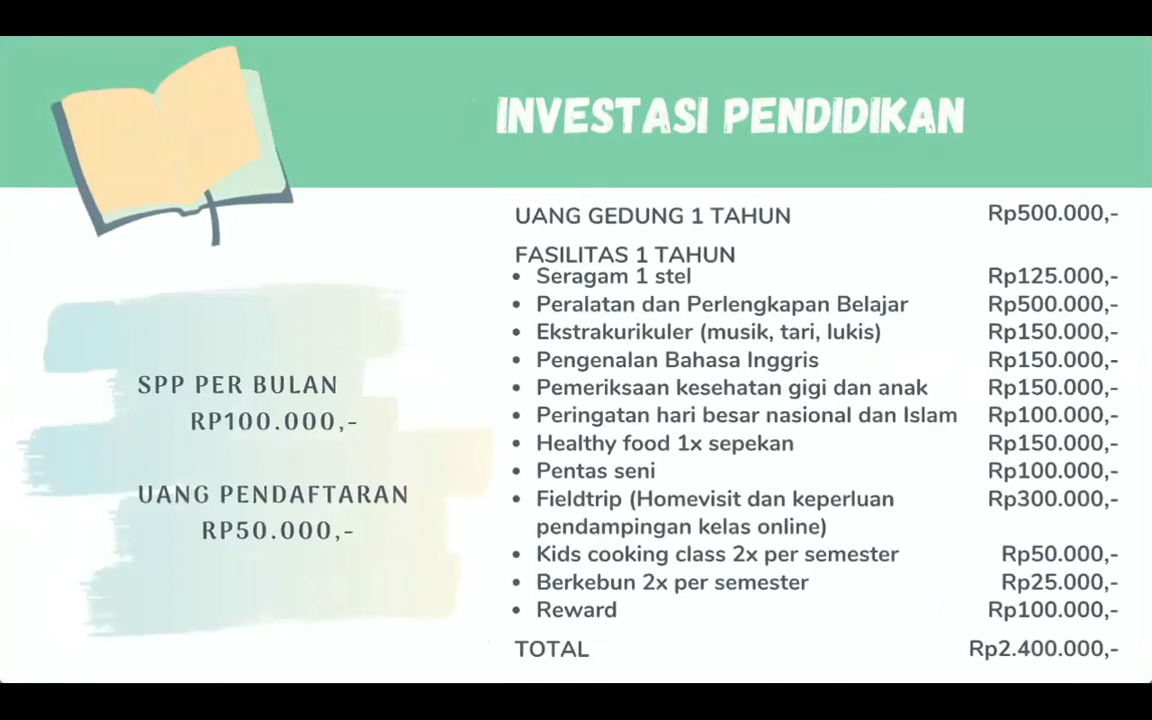 INVESTASI PENDIDIKAN
SPP PER BULAN
RP100.000,-
UANG PENDAFTARAN
RP50.000,-
UANG GEDUNG 1 TAHUN Rp500.000,-
FASILITAS 1 TAHUN
• Seragam 1 stel Rp125.000,-
• Peralatan dan Perlengkapan Belajar Rp500.000,-
• Ekstrakurikuler (musik, tari, lukis) Rp150.000,-
• Pengenalan Bahasa Inggris Rp150.000,-
• Pemeriksaan kesehatan gigi dan anak Rp150.000,-
• Peringatan hari besar nasional dan Islam Rp100.000,-
• Healthy food 1x sepekan Rp150.000,-
• Pentas seni Rp100.000,-
• Fieldtrip (Homevisit dan keperluan Rp300.000,-
pendampingan kelas online)
• Kids cooking class 2x per semester Rp50.000,-
• Berkebun 2x per semester Rp25.000,-
• Reward Rp100.000,-
TOTAL Rp2.400.000,-